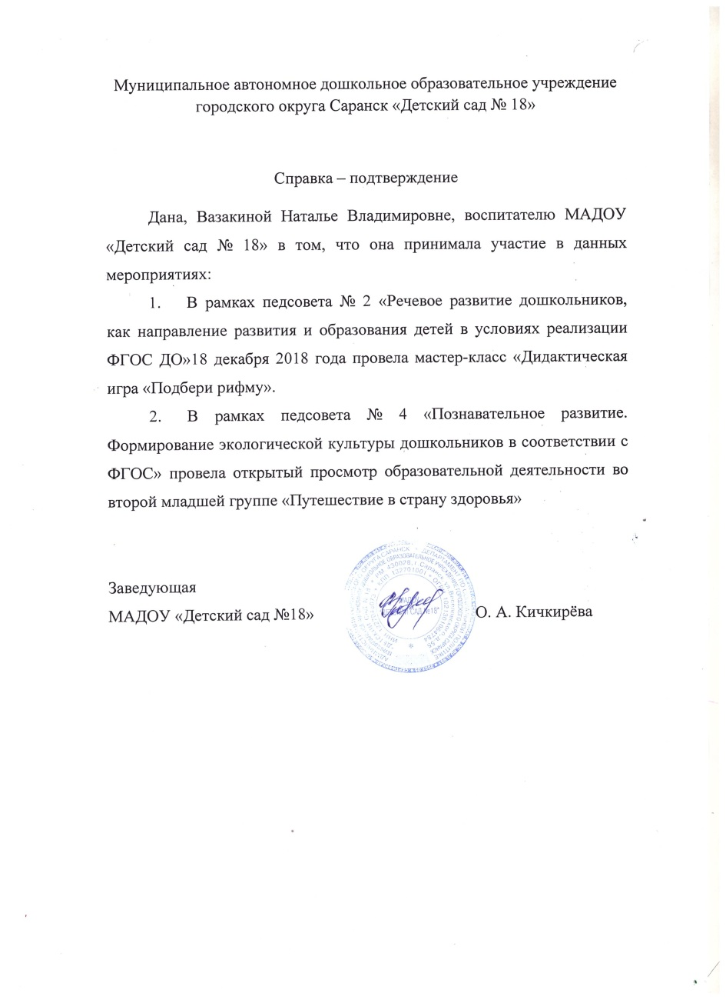 Муниципальное автономное дошкольное образовательное учреждение
городского округа Саранск «Детский сад № 18»
Справка – подтверждение
Дана, Вазакиной Наталье Владимировне, воспитателю МАДОУ
«Детский сад № 18» в том, что она принимала участие в данных
мероприятиях:
1. В рамках педсовета № 2 «Речевое развитие дошкольников,
как направление развития и образования детей в условиях реализации
ФГОС ДО»18 декабря 2018 года провела мастер-класс «Дидактическая
игра «Подбери рифму».
2. В рамках педсовета № 4 «Познавательное развитие.
Формирование экологической культуры дошкольников в соответствии с
ФГОС» провела открытый просмотр образовательной деятельности во
второй младшей группе «Путешествие в страну здоровья»
Заведующая
МАДОУ «Детский сад №18»
О. А. Кичкирёва